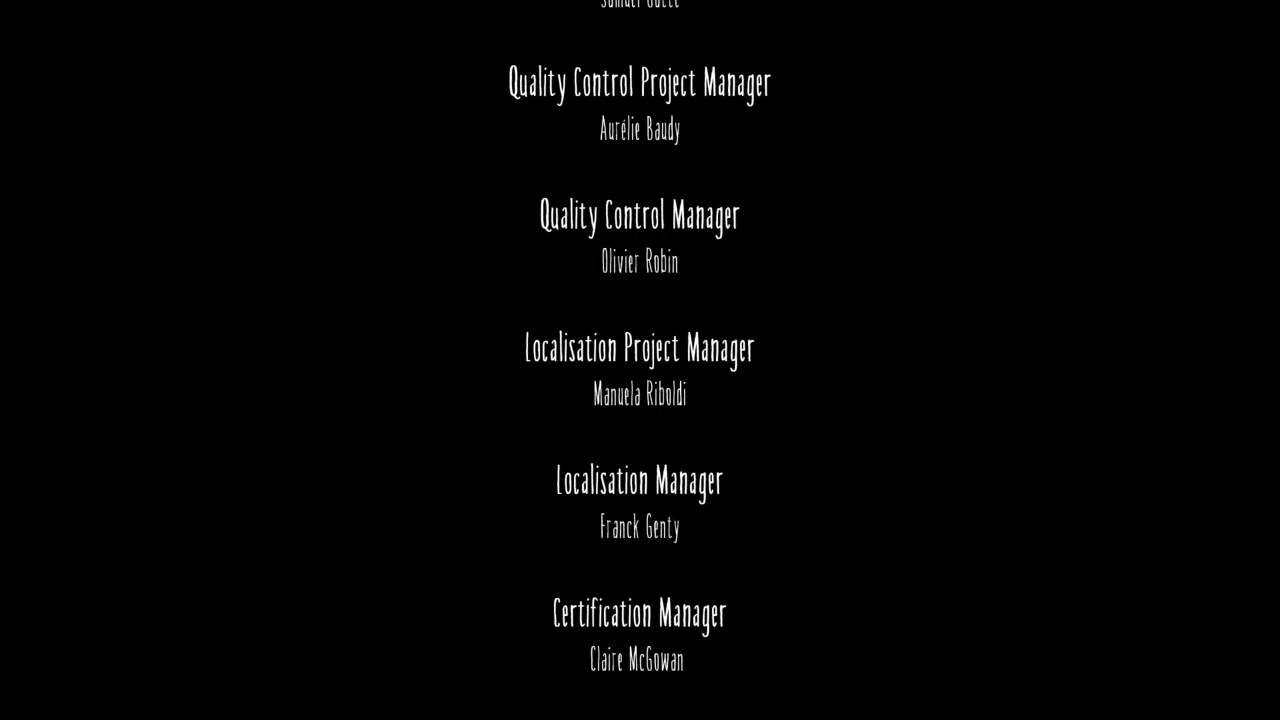 Quality Control Project Manager
Aurélie Baudy
Quality Control Manager
Olivier Robin
Localisation Project Manager
Manuela Riboldi
Localisation Manager
Franck Genty
Certification Manager
Claire McGowan